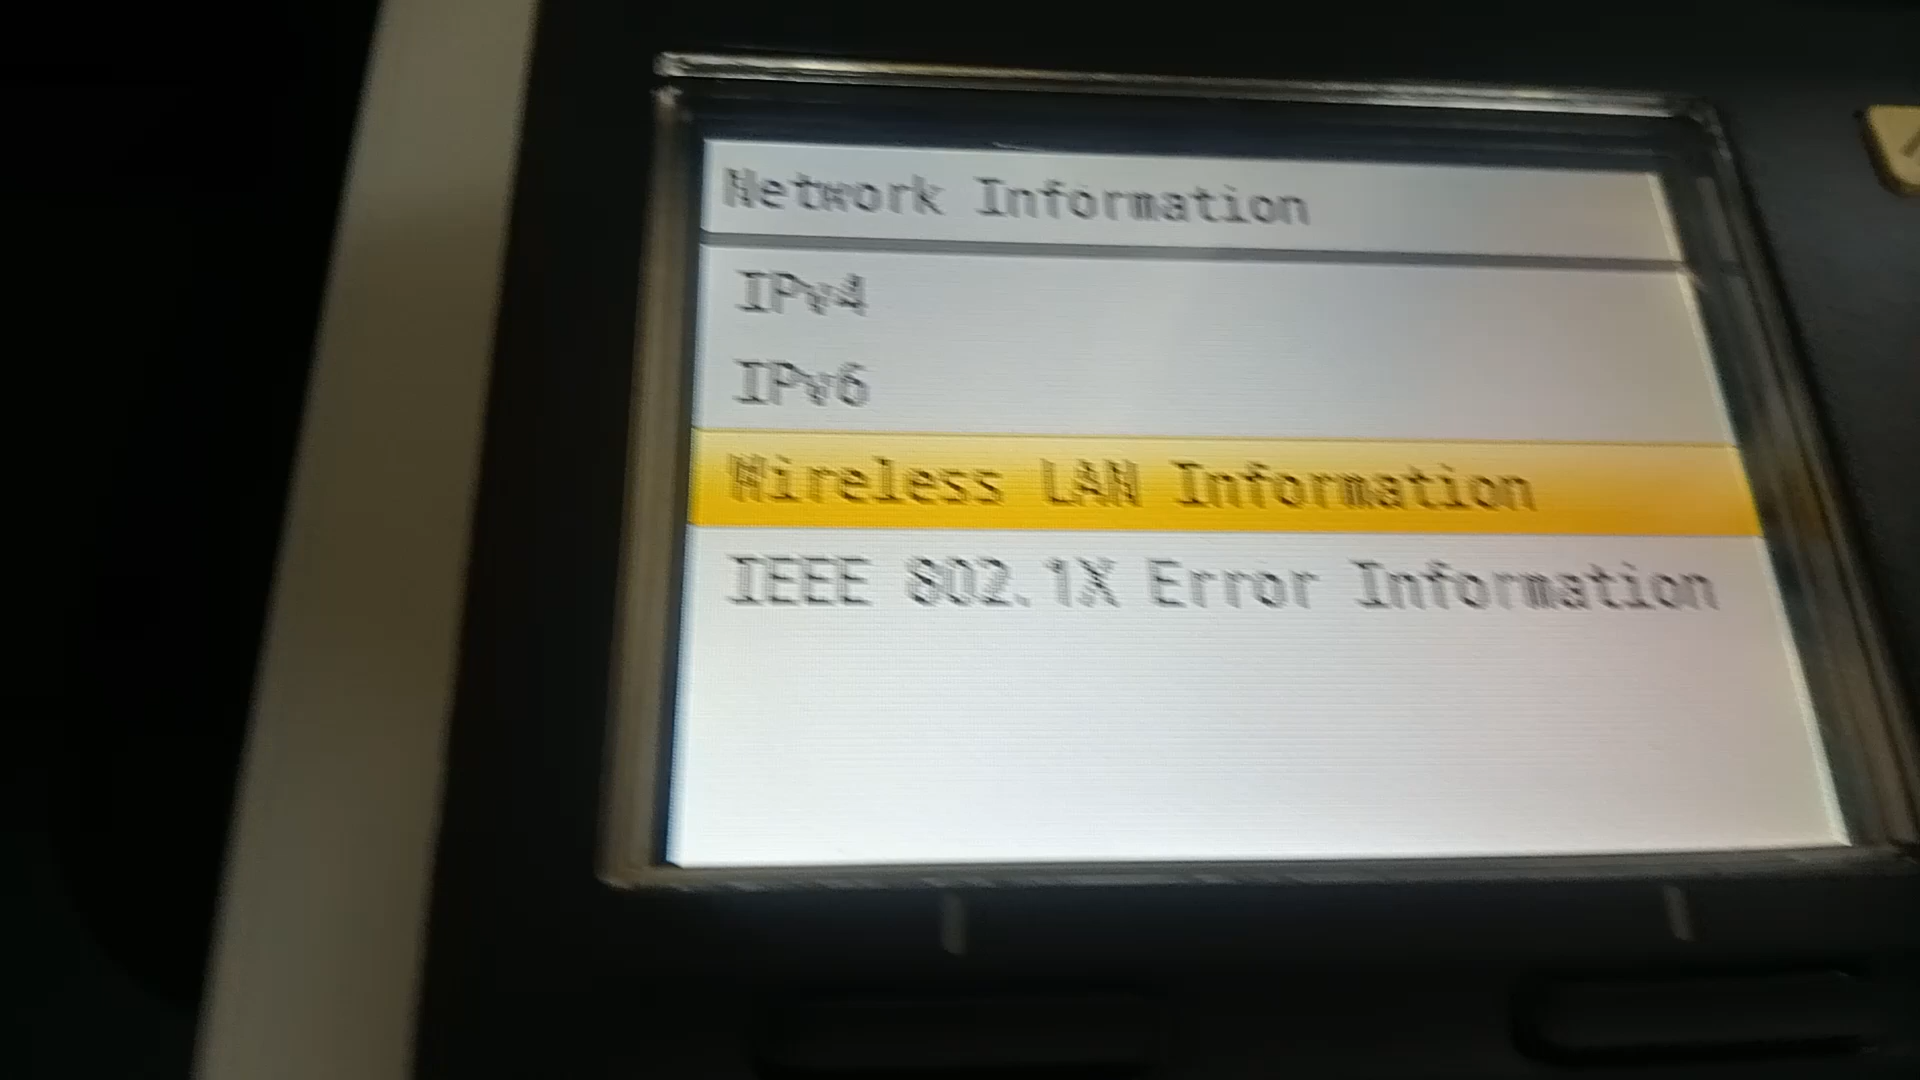 Network Information
IPv4
IPv6
Wireless LAN Information
IEEE 802.1X Error Information